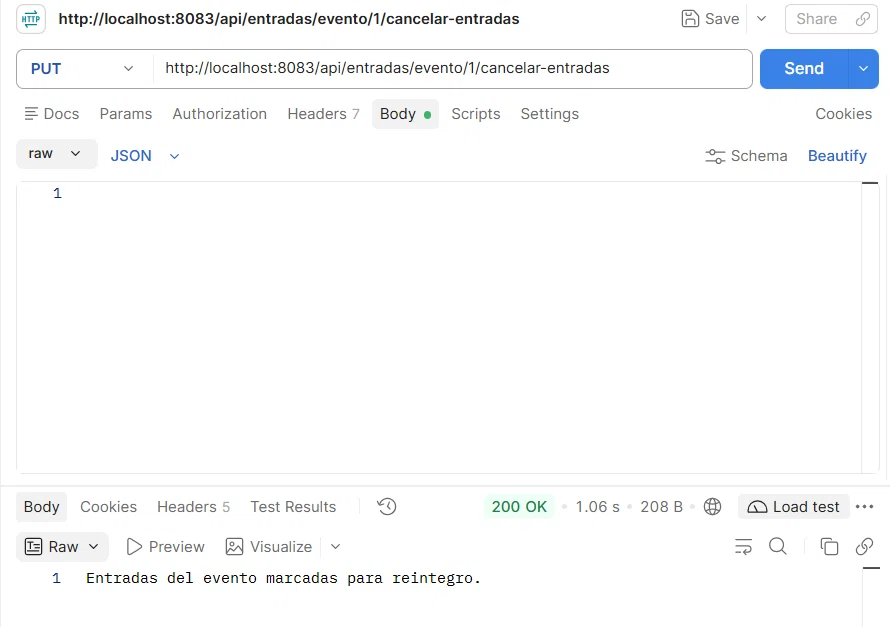 HTTP http://localhost:8083/api/entradas/evento/1/cancelar-entradas Save Share
PUT http://localhost:8083/api/entradas/evento/1/cancelar-entradas Send
Docs Params Authorization Headers 7 Body Scripts Settings Cookies
raw JSON Schema Beautify
1
Body Cookies Headers 5 Test Results 200 OK • 1.06 s • 208 B • Load test
Raw Preview Visualize
1 Entradas del evento marcadas para reintegro.